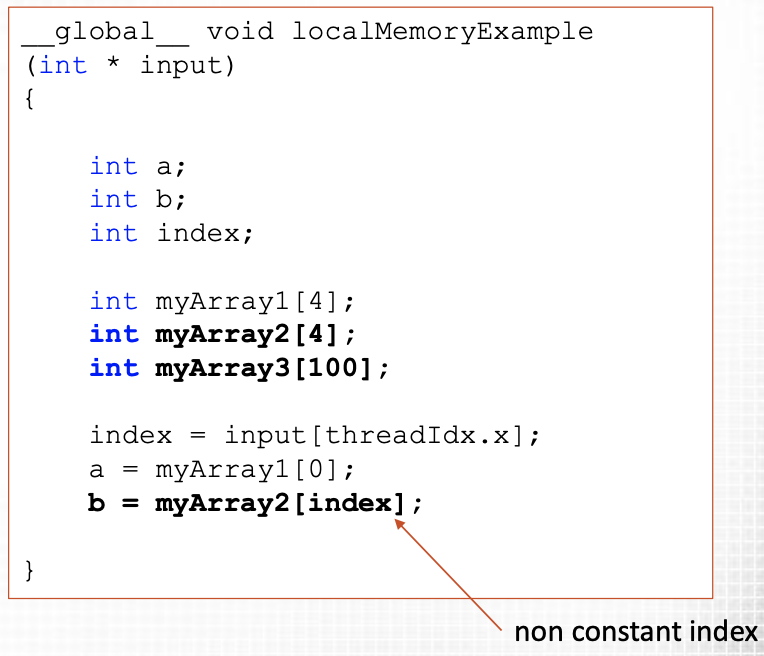 __global__ void localMemoryExample
(int * input)
{
int a;
int b;
int index;
int myArray1[4];
int myArray2[4];
int myArray3[100];
index = input[threadIdx.x];
a = myArray1[0];
b = myArray2[index];
}
non constant index